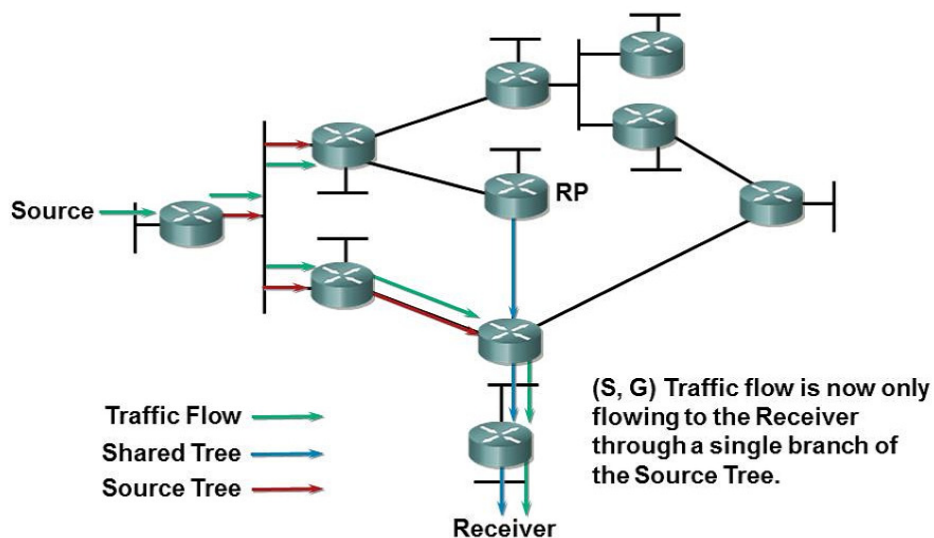 RP
Source
(S, G) Traffic flow is now only
flowing to the Receiver
through a single branch of
the Source Tree.
Traffic Flow
Shared Tree
Source Tree
Receiver